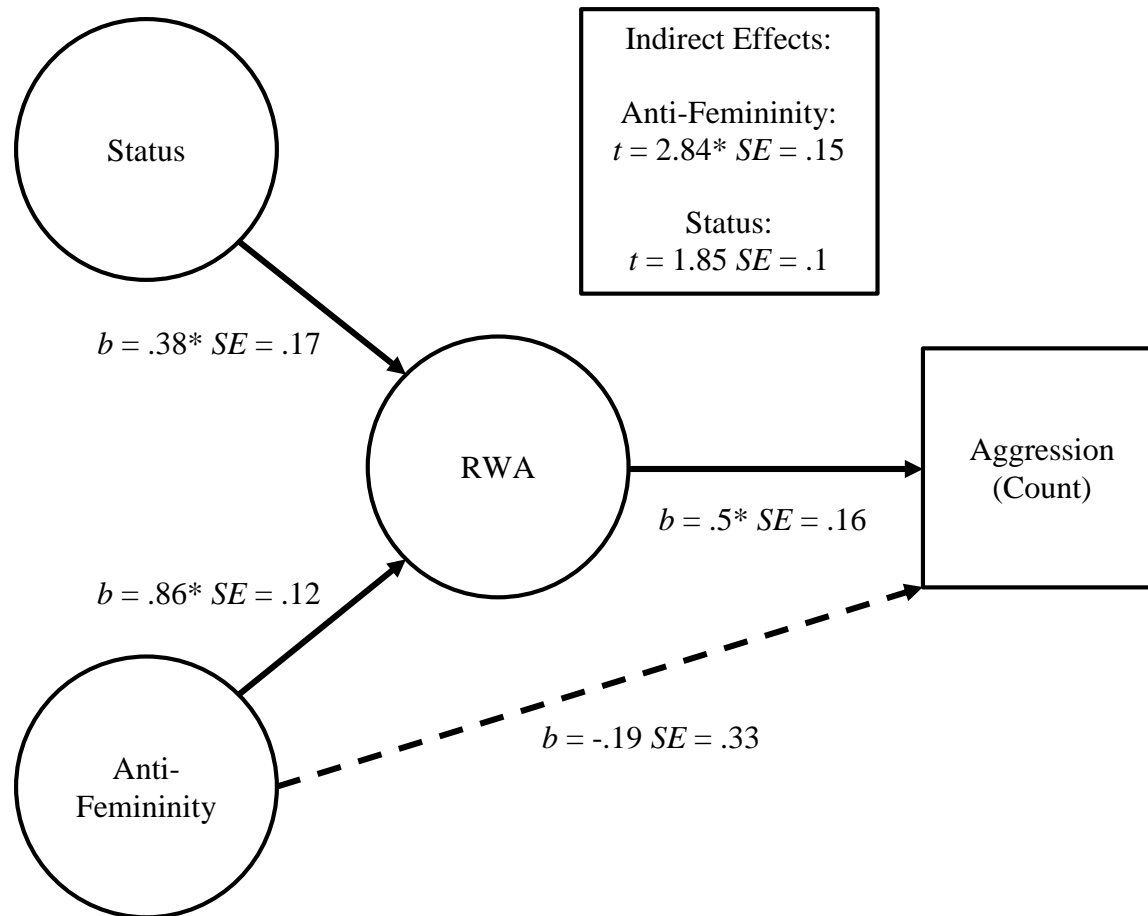 Indirect Effects:
Anti-Femininity:
t = 2.84* SE = .15
Status:
t = 1.85 SE = .1
Status
b = .38* SE = .17
RWA
Aggression
(Count)
b = .5* SE = .16
b = .86* SE = .12
b = -.19 SE = .33
Anti-
Femininity